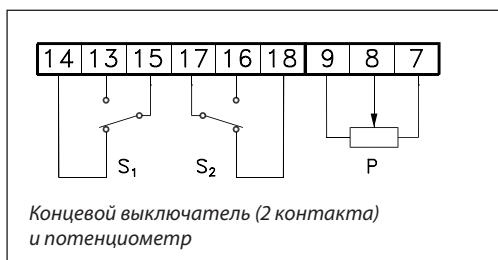 14 13 15 17 16 18 9 8 7
S₁ S₂ P
Концевой выключатель (2 контакта)
и потенциометр